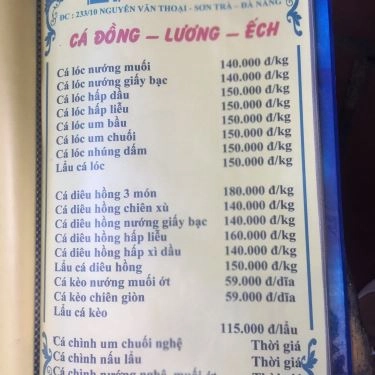 ĐC : 233/10 NGUYỄN VĂN THOẠI - SƠN TRÀ - ĐÀ NẴNG
CÁ ĐỒNG – LƯƠNG – ẾCH
Cá lóc nướng muối 140.000 đ/kg
Cá lóc nướng giấy bạc 140.000 đ/kg
Cá lóc hấp dầu 150.000 đ/kg
Cá lóc hấp liễu 150.000 đ/kg
Cá lóc um bầu 150.000 đ/kg
Cá lóc um chuối 150.000 đ/kg
Cá lóc nhúng dấm 150.000 đ/kg
Lẩu cá lóc 150.000 đ/kg
Cá diêu hồng 3 món 180.000 đ/kg
Cá diêu hồng chiên xù 140.000 đ/kg
Cá diêu hồng nướng giấy bạc 140.000 đ/kg
Cá diêu hồng hấp liễu 160.000 đ/kg
Cá diêu hồng hấp xì dầu 140.000 đ/kg
Lẩu cá diêu hồng 150.000 đ/kg
Cá kèo nướng muối ớt 59.000 đ/dĩa
Cá kèo chiên giòn 59.000 đ/dĩa
Lẩu cá kèo
115.000 đ/lẩu
Cá chình um chuối nghệ Thời giá
Cá chình nấu lẩu Thời giá
Cá chình nướng nghệ, muối ớt Thời giá